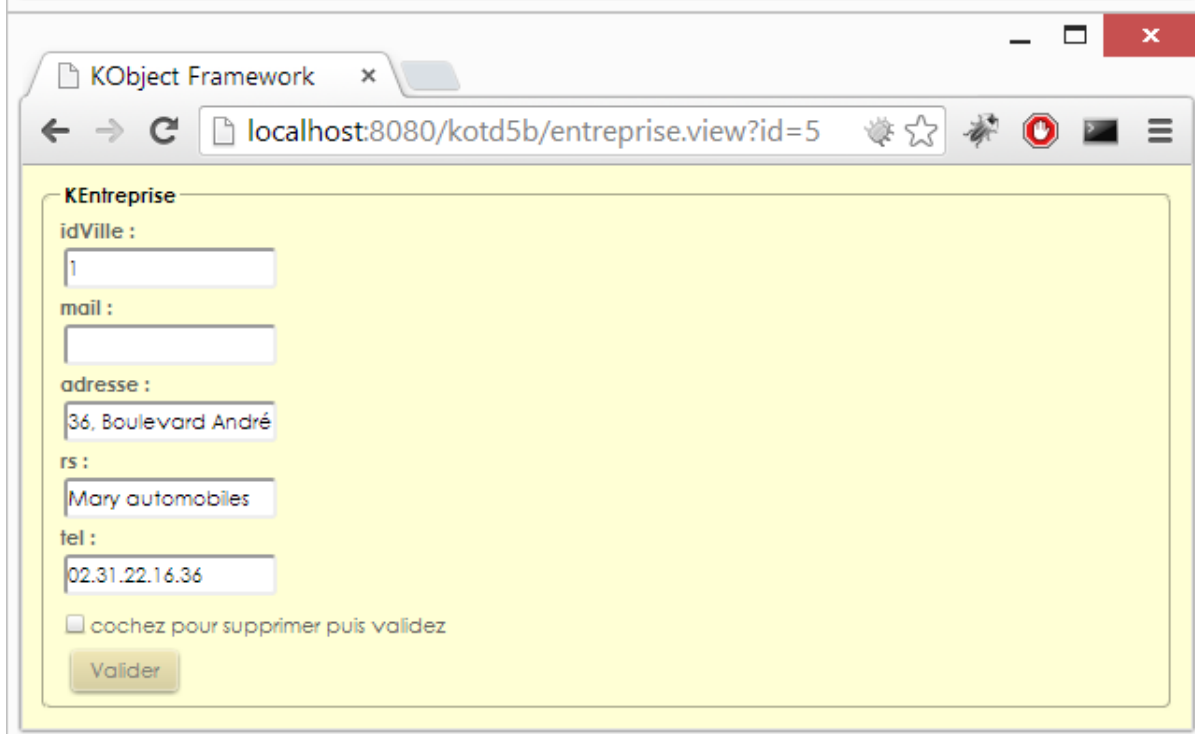 KObject Framework
localhost:8080/kotd5b/entreprise.view?id=5
KEntreprise
idVille :
1
mail :
adresse :
36, Boulevard André
rs :
Mary automobiles
tel :
02.31.22.16.36
cochez pour supprimer puis validez
Valider